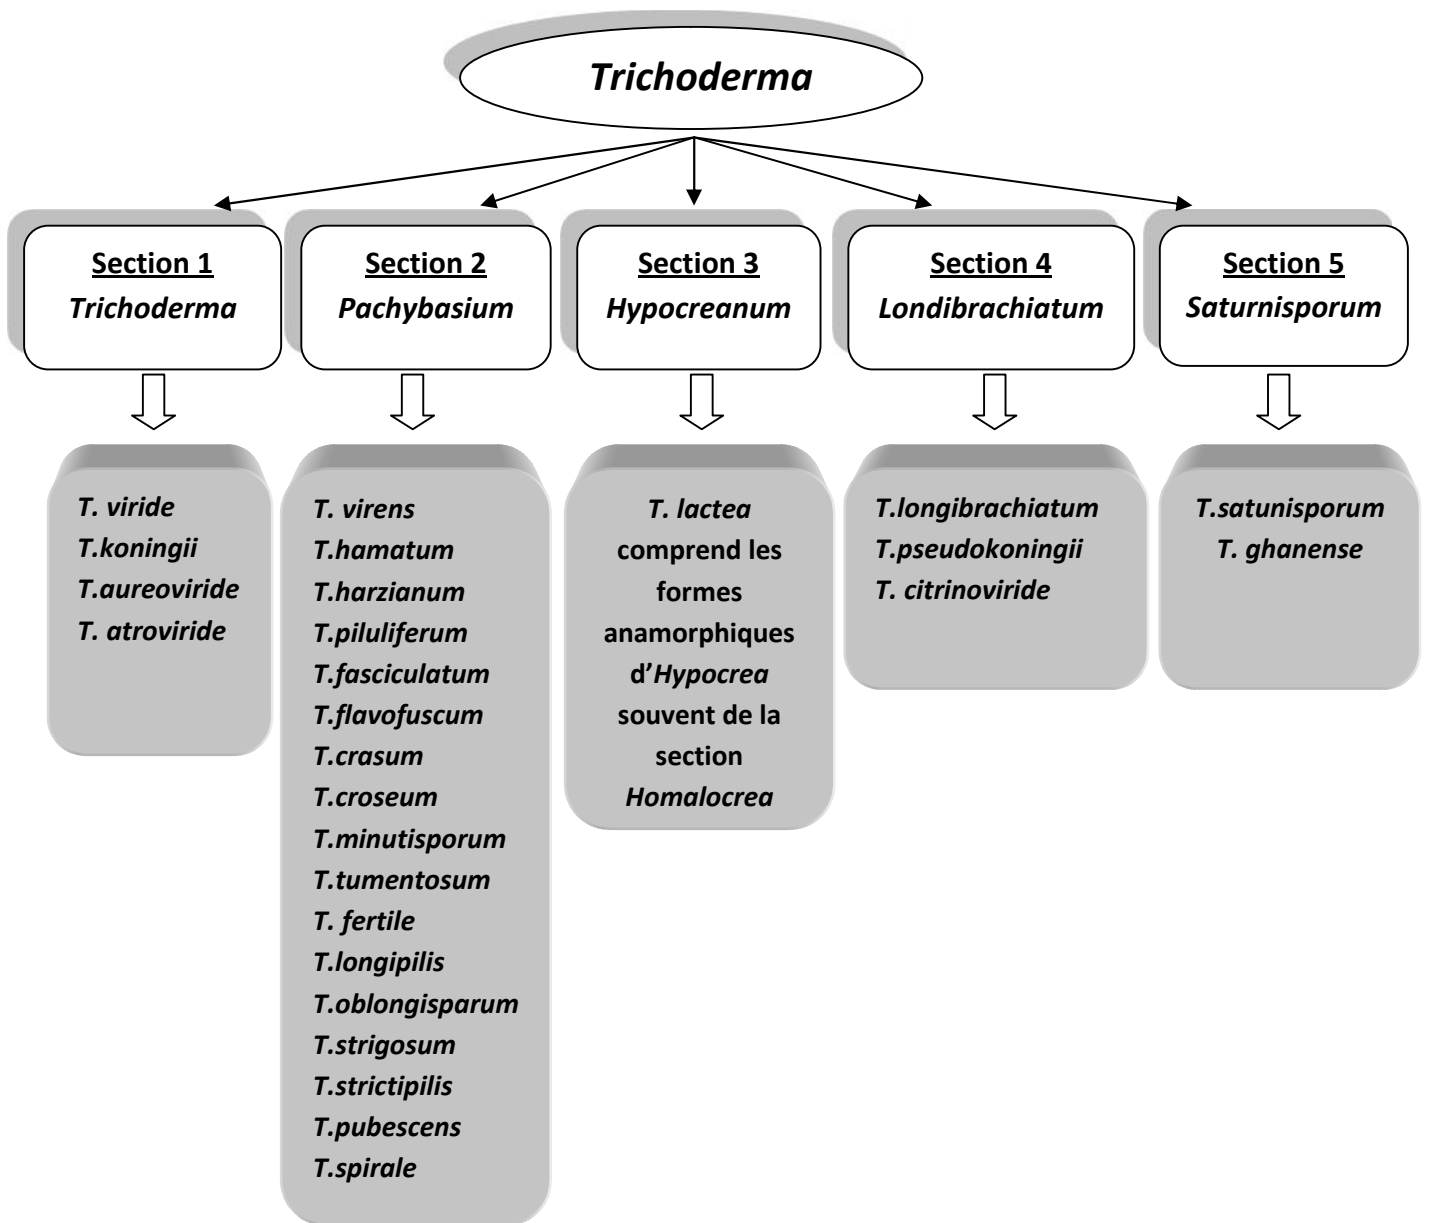 Trichoderma
Section 1
Trichoderma
Section 2
Pachybasium
Section 3
Hypocreanum
Section 4
Londibrachiatum
Section 5
Saturnisporum
T. viride
T.koningii
T.aureoviride
T. atroviride
T. virens
T.hamatum
T.harzianum
T.piluliferum
T.fasciculatum
T.flavofuscum
T.crasum
T.croseum
T.minutisporum
T.tumentosum
T. fertile
T.longipilis
T.oblongisparum
T.strigosum
T.strictipilis
T.pubescens
T.spirale
T. lactea
comprend les
formes
anamorphiques
d’Hypocrea
souvent de la
section
Homalocrea
T.longibrachiatum
T.pseudokoningii
T. citrinoviride
T.satunisporum
T. ghanense